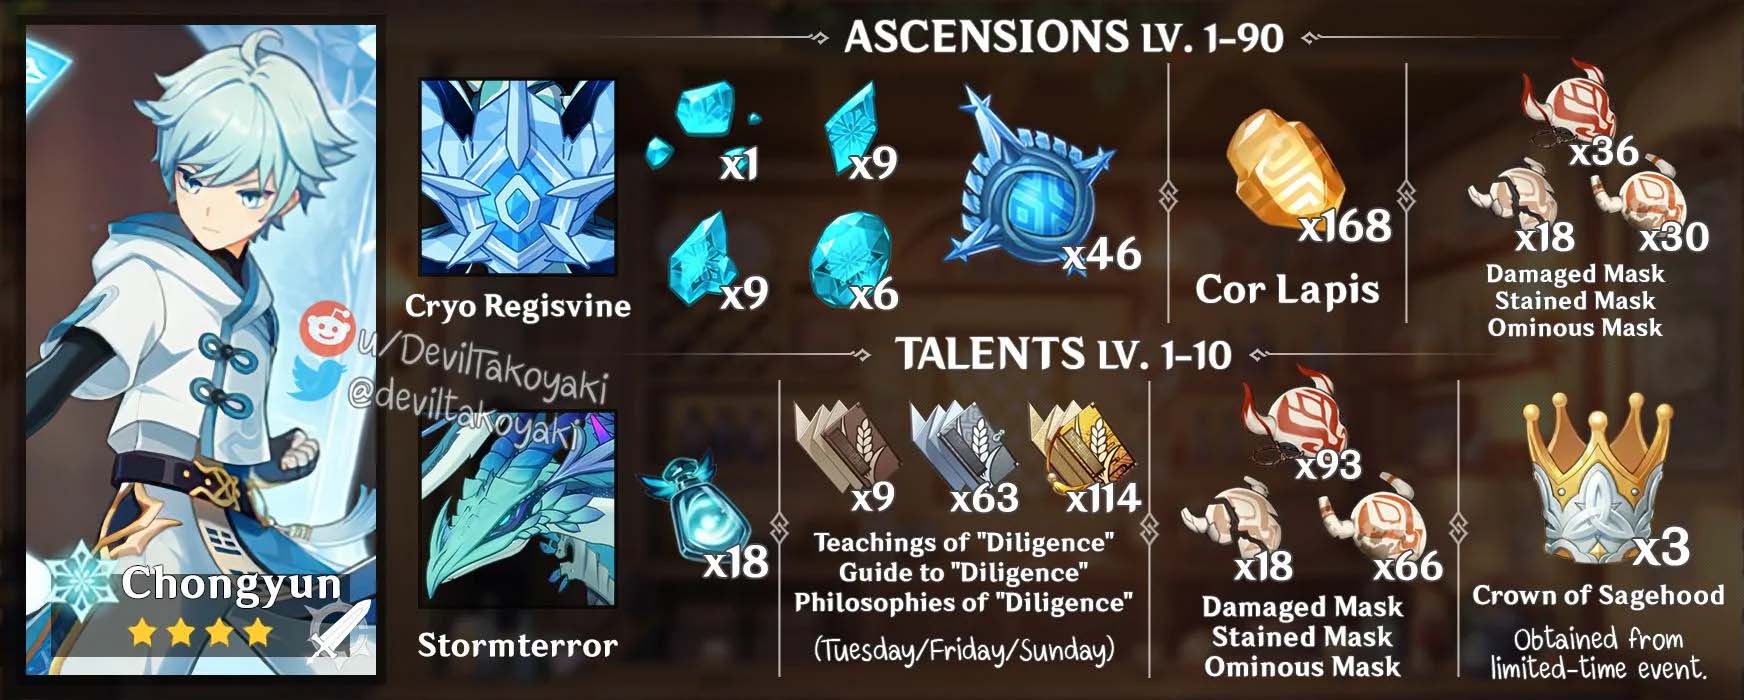 ASCENSIONS LV. 1-90
x1
x9
x9
x6
x46
x168
x36
x18
x30
Cryo Regisvine
Cor Lapis
Damaged Mask
Stained Mask
Ominous Mask
u/DevilTakoyaki
@deviltakoyaki
TALENTS LV. 1-10
x18
x9
x63
x114
x93
x18
x66
x3
Chongyun
Stormterror
Teachings of "Diligence"
Guide to "Diligence"
Philosophies of "Diligence"
(Tuesday/Friday/Sunday)
Damaged Mask
Stained Mask
Ominous Mask
Crown of Sagehood
Obtained from
limited-time event.